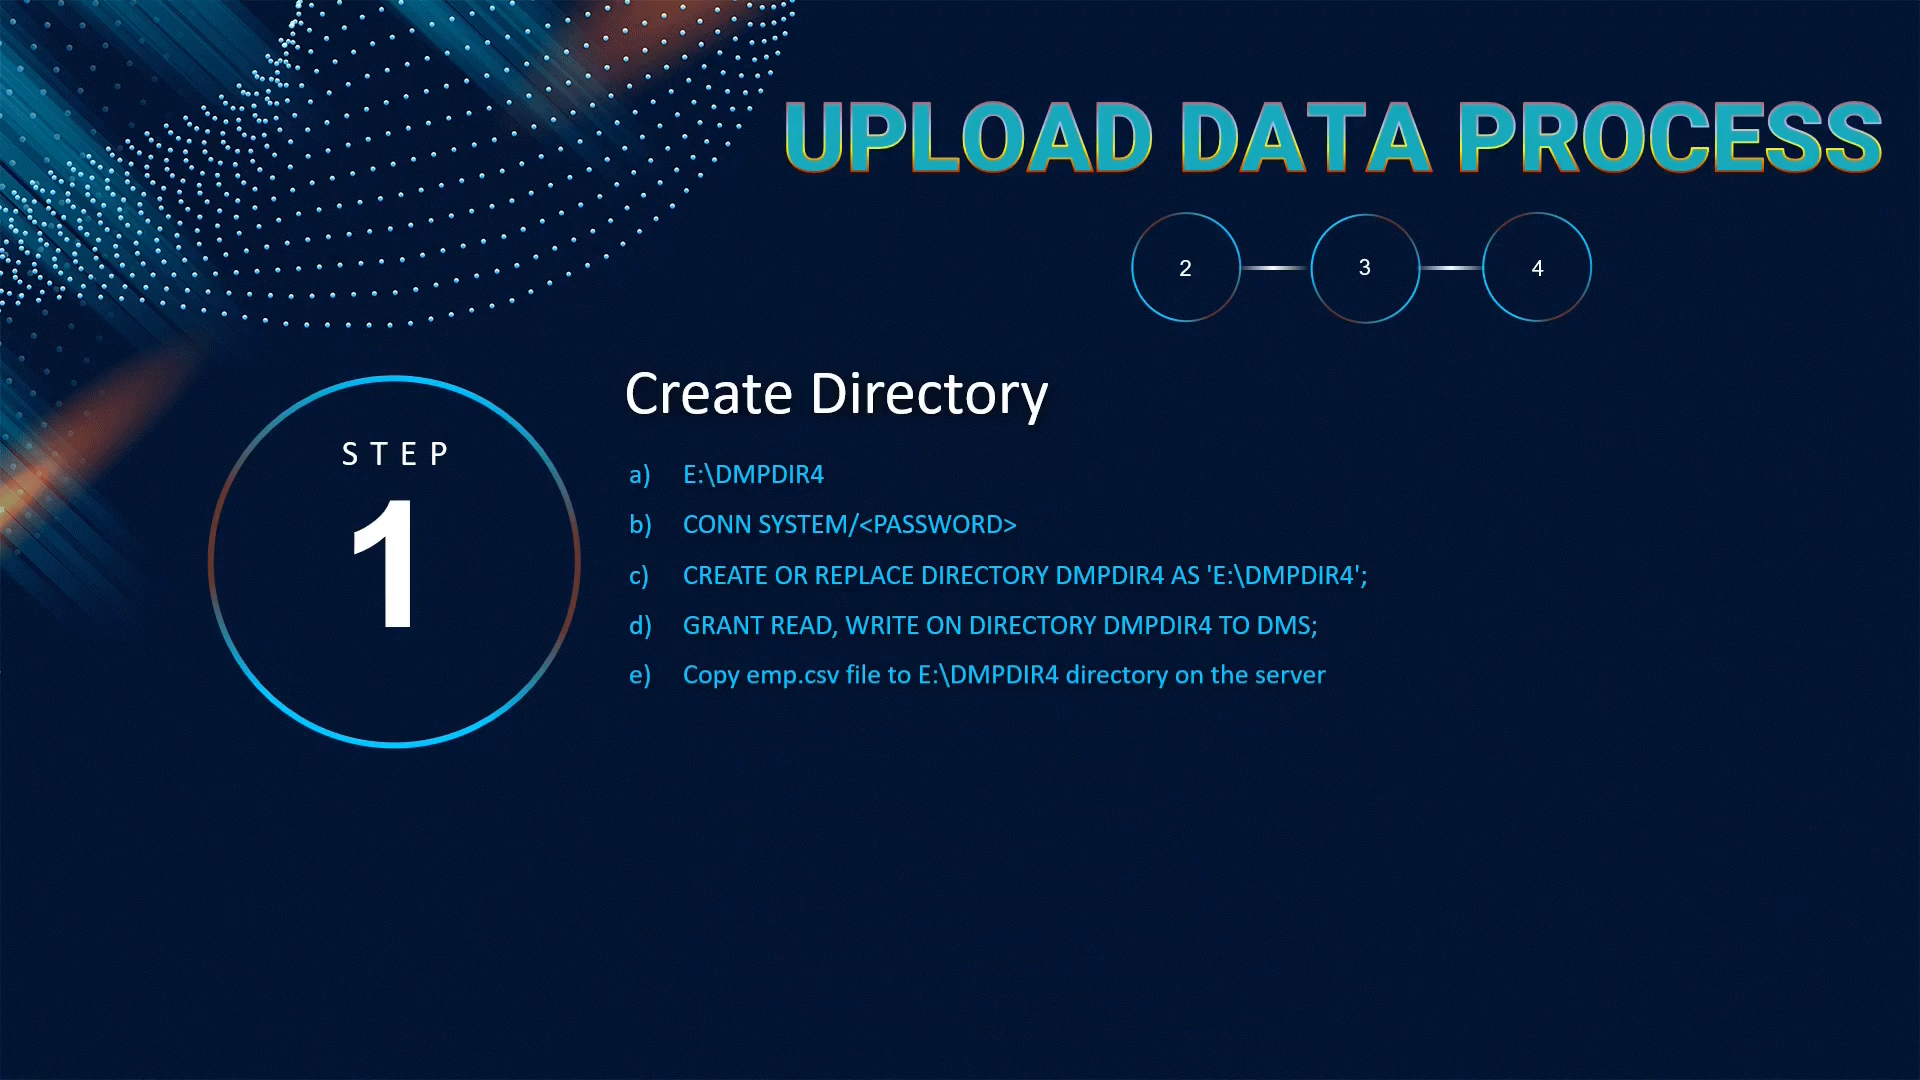 UPLOAD DATA PROCESS
2
3
4
STEP
1
Create Directory
a) E:\DMPDIR4
b) CONN SYSTEM/<PASSWORD>
c) CREATE OR REPLACE DIRECTORY DMPDIR4 AS 'E:\DMPDIR4';
d) GRANT READ, WRITE ON DIRECTORY DMPDIR4 TO DMS;
e) Copy emp.csv file to E:\DMPDIR4 directory on the server